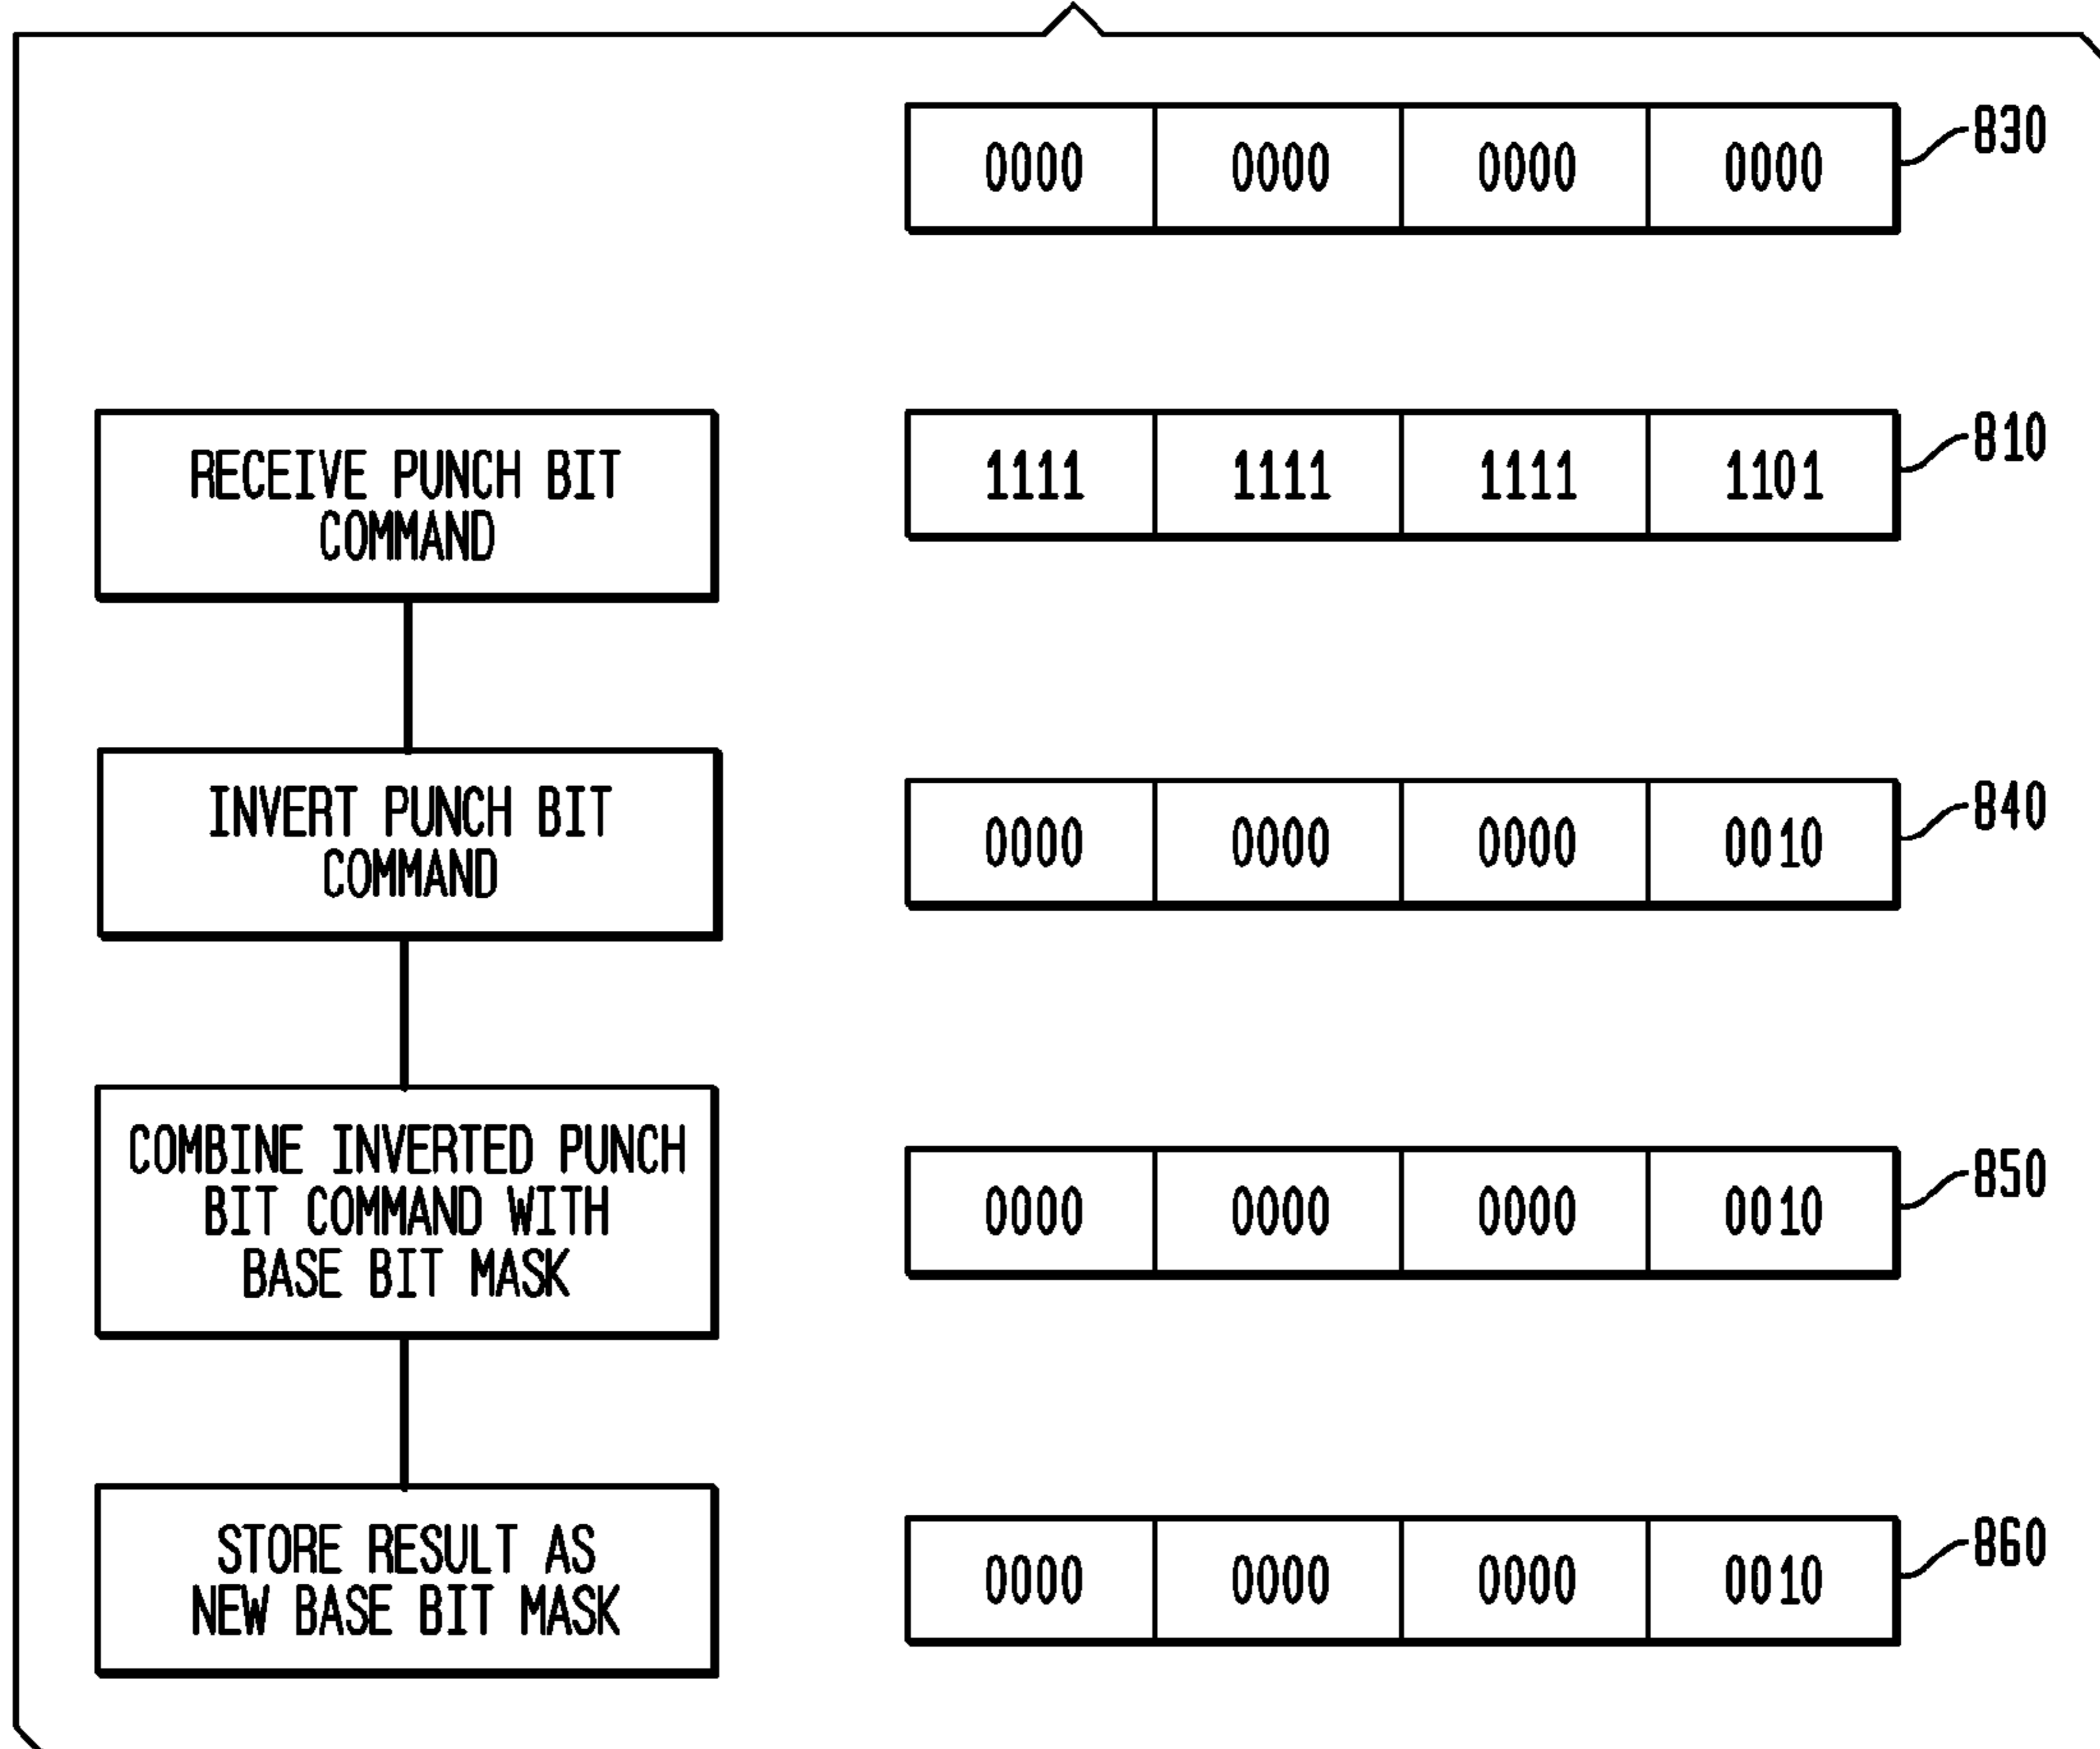 0000 0000 0000 0000 830
RECEIVE PUNCH BIT
COMMAND
1111 1111 1111 1101 810
INVERT PUNCH BIT
COMMAND
0000 0000 0000 0010 840
COMBINE INVERTED PUNCH
BIT COMMAND WITH
BASE BIT MASK
0000 0000 0000 0010 850
STORE RESULT AS
NEW BASE BIT MASK
0000 0000 0000 0010 860